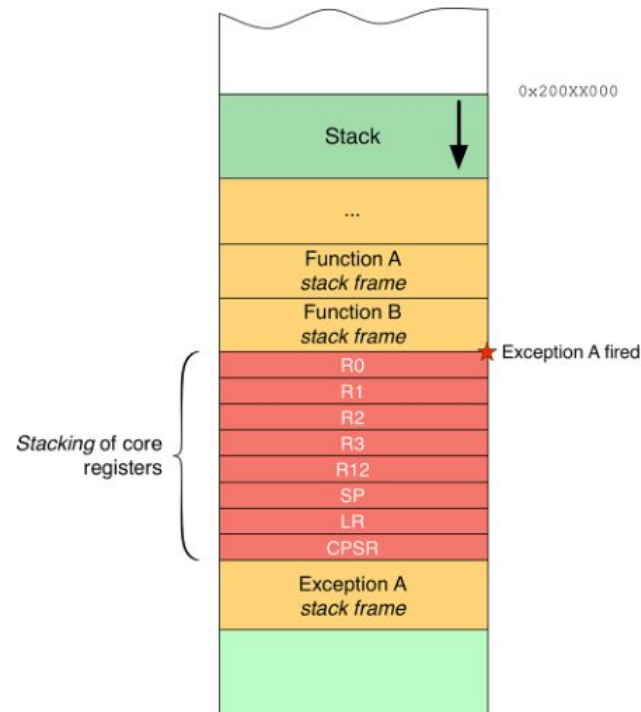 0x200XX000
Stack
...
Function A
stack frame
Function B
stack frame
Exception A fired
R0
R1
R2
R3
R12
SP
LR
CPSR
Stacking of core
registers
Exception A
stack frame